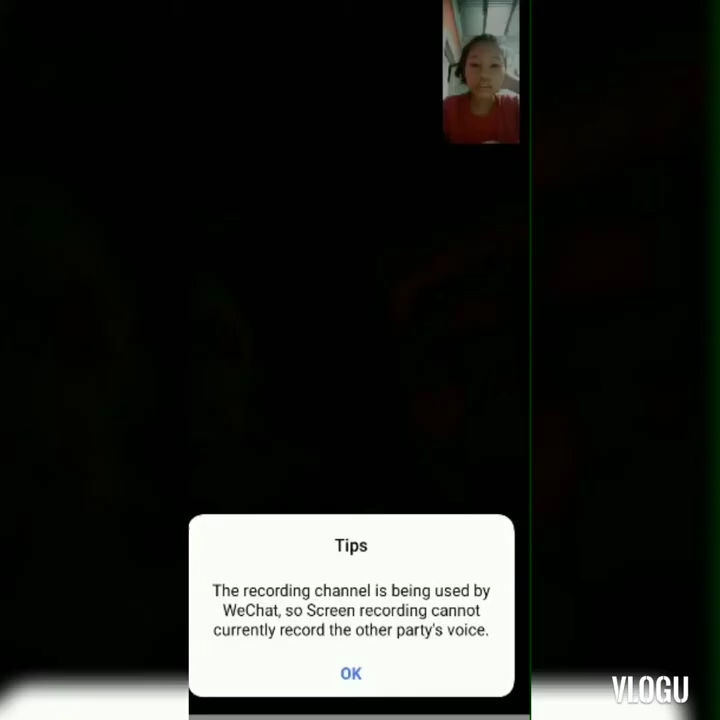 Tips
The recording channel is being used by
WeChat, so Screen recording cannot
currently record the other party's voice.
OK
VLOGU